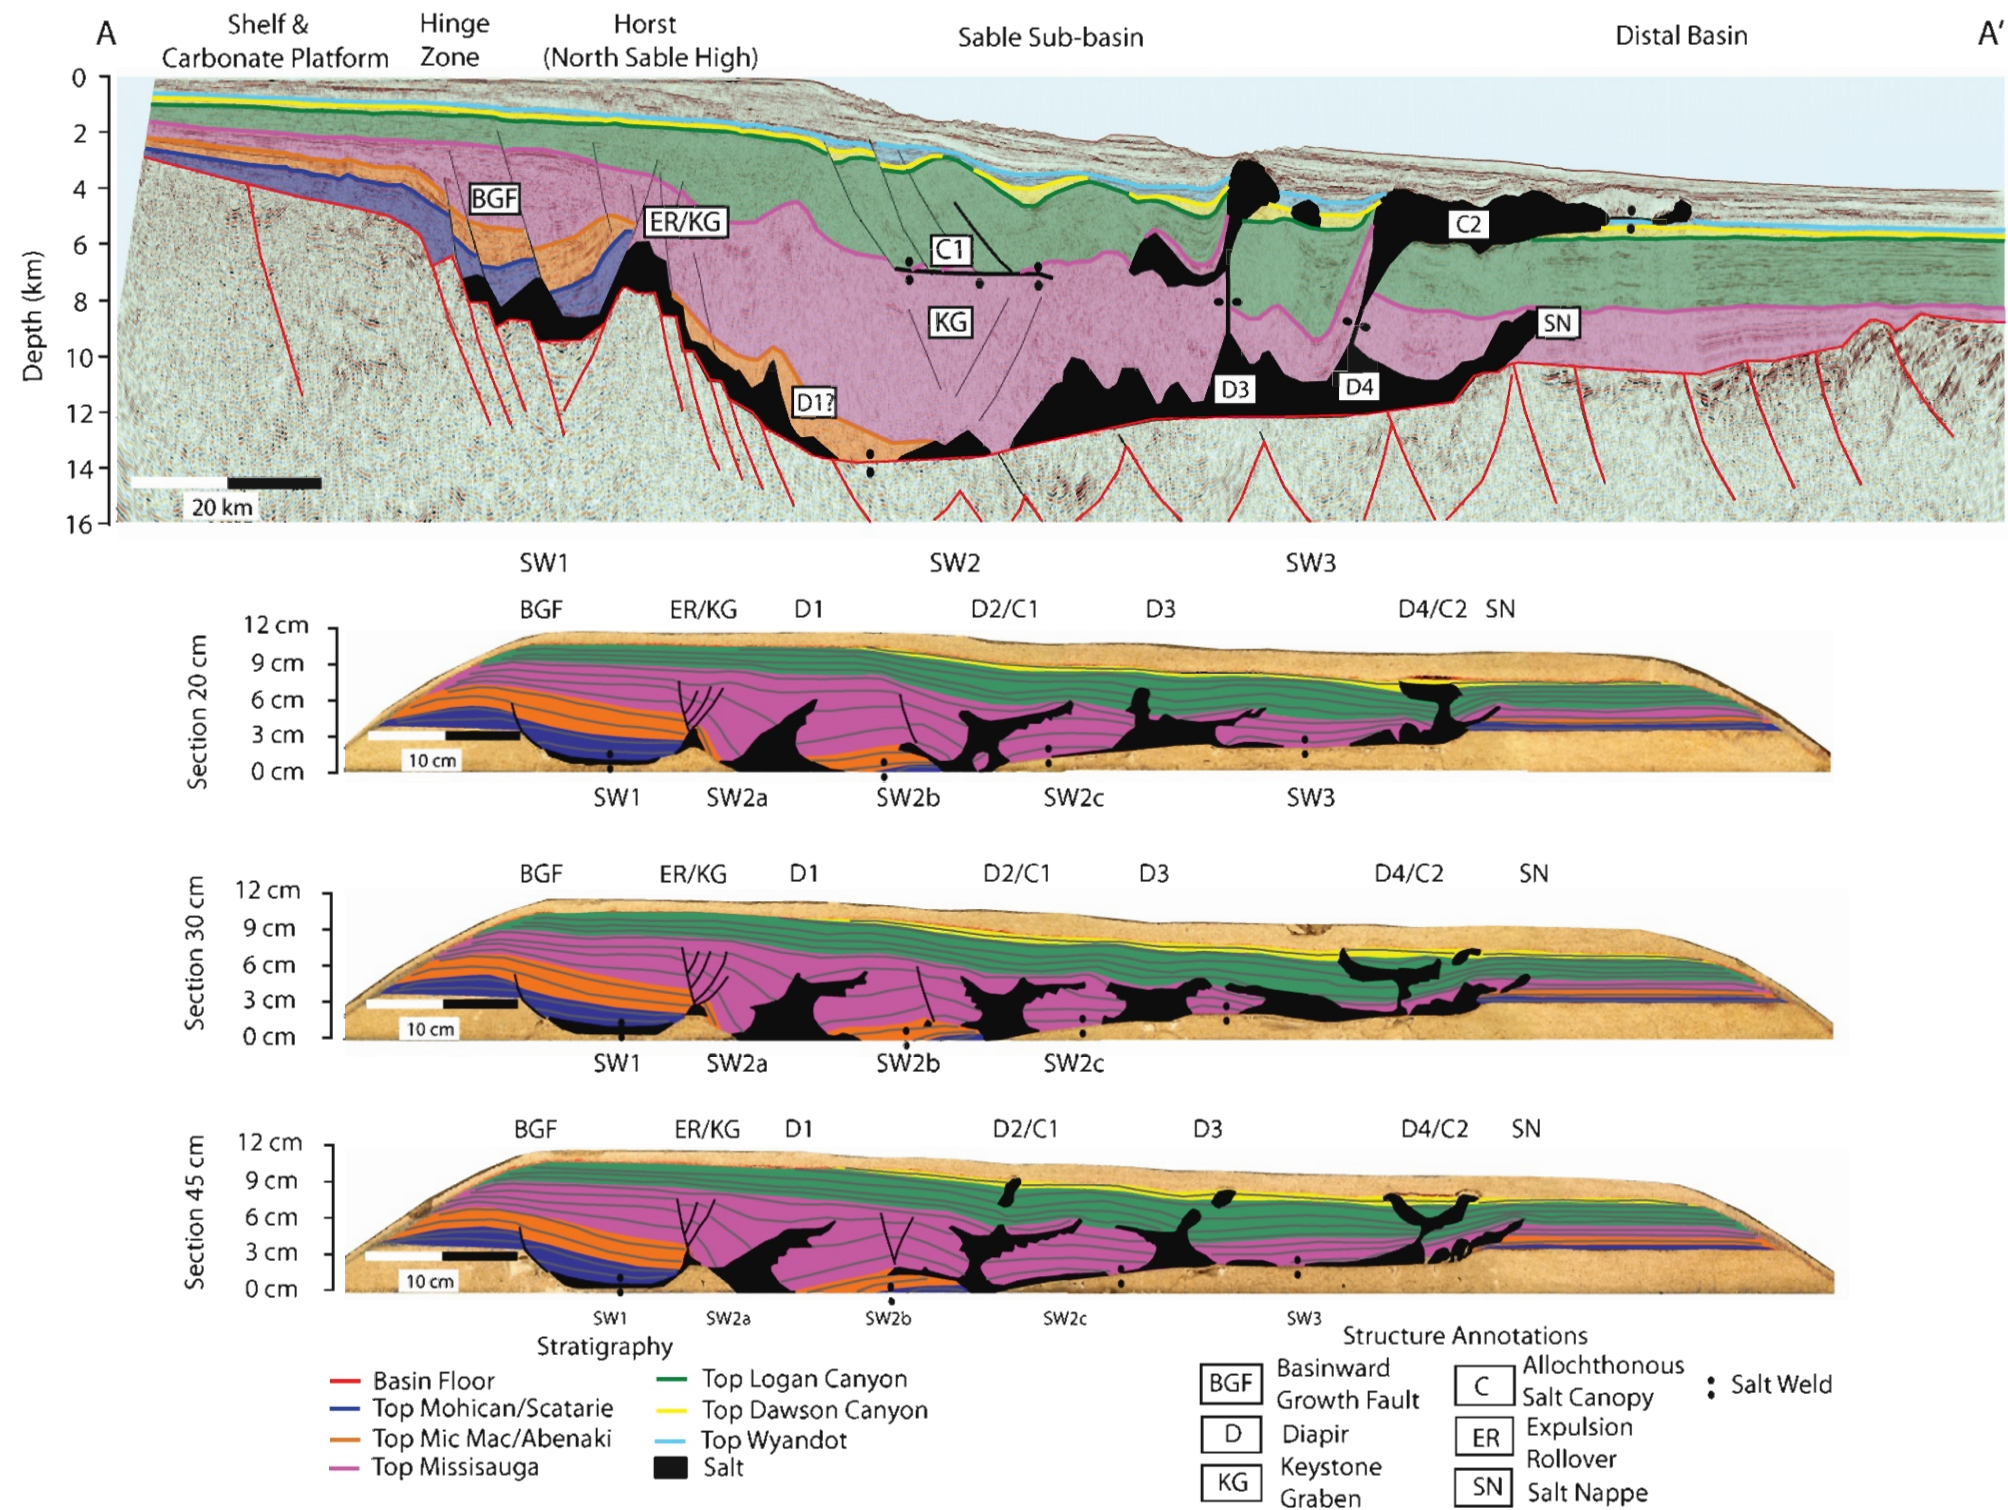 A
Shelf &
Carbonate Platform
Hinge
Zone
Horst
(North Sable High)
Sable Sub-basin
Distal Basin
A'
Depth (km)
0
2
4
6
8
10
12
14
16
BGF
ER/KG
C1
KG
D1?
D3
D4
C2
SN
20 km
SW1 SW2 SW3
BGF ER/KG D1 D2/C1 D3 D4/C2 SN
Section 20 cm
12 cm
9 cm
6 cm
3 cm
0 cm
10 cm
SW1 SW2a SW2b SW2c SW3
BGF ER/KG D1 D2/C1 D3 D4/C2 SN
Section 30 cm
12 cm
9 cm
6 cm
3 cm
0 cm
10 cm
SW1 SW2a SW2b SW2c
BGF ER/KG D1 D2/C1 D3 D4/C2 SN
Section 45 cm
12 cm
9 cm
6 cm
3 cm
0 cm
10 cm
SW1 SW2a SW2b SW2c SW3
Stratigraphy
Basin Floor
Top Mohican/Scatarie
Top Mic Mac/Abenaki
Top Missisauga
Top Logan Canyon
Top Dawson Canyon
Top Wyandot
Salt
Structure Annotations
BGF
Basinward
Growth Fault
D
Diapir
KG
Keystone
Graben
C
Allochthonous
Salt Canopy
ER
Expulsion
Rollover
SN
Salt Nappe
Salt Weld